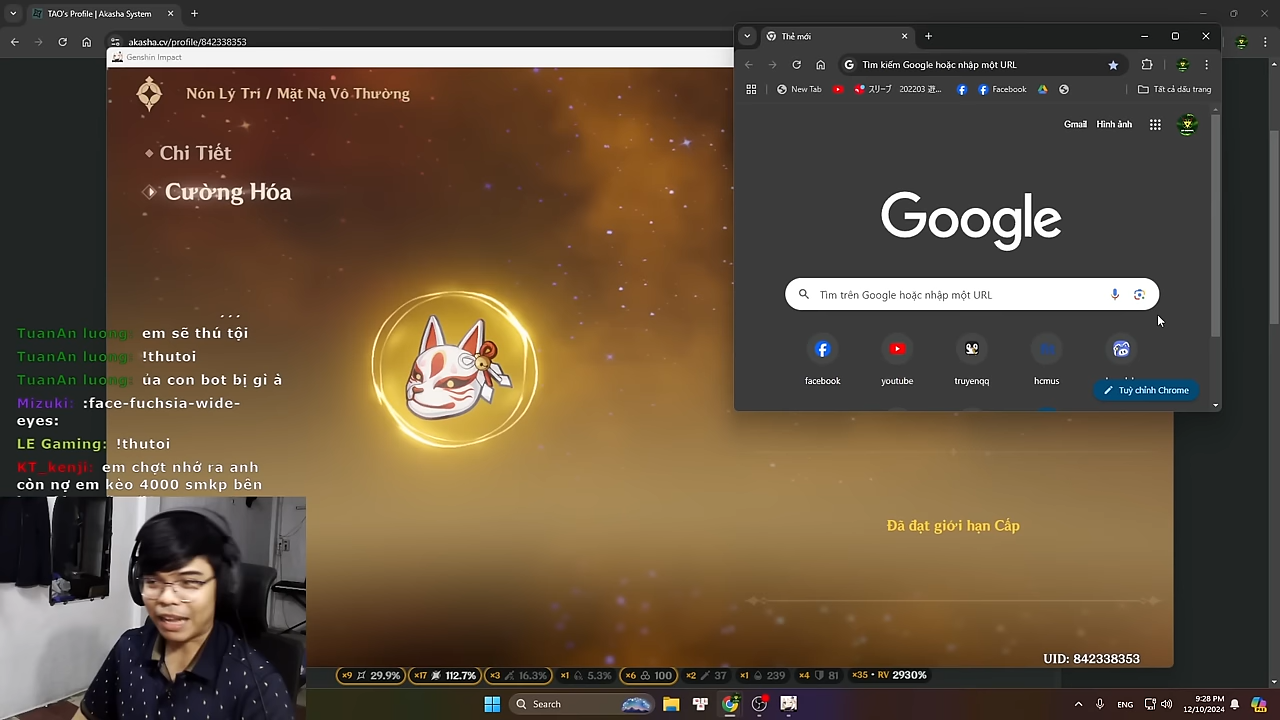 TAO's Profile | Akasha System
akasha.cv/profile/842338353
Genshin Impact
Nón Lý Trí / Mặt Nạ Vô Thường
Chi Tiết
Cường Hóa
Thẻ mới
Tìm kiếm Google hoặc nhập một URL
New Tab
スリープ
202203 遊...
Facebook
Tất cả dấu trang
Gmail
Hình ảnh
Google
Tìm trên Google hoặc nhập một URL
facebook
youtube
truyenqq
hcmus
Tuỳ chỉnh Chrome
TuanAn luong: em sẽ thú tội
TuanAn luong: !thutoi
TuanAn luong: úa con bot bị gì à
Mizuki: :face-fuchsia-wide-
eyes:
LE Gaming: !thutoi
KT_kenji: em chợt nhớ ra anh
còn nợ em kèo 4000 smkp bên
Đã đạt giới hạn Cấp
UID: 842338353
×9 29.9%
×17 112.7%
×3 16.3%
×1 5.3%
×6 100
×2 37
×1 239
×4 81
×35 • RV 2930%
Search
ENG
9:28 PM
12/10/2024